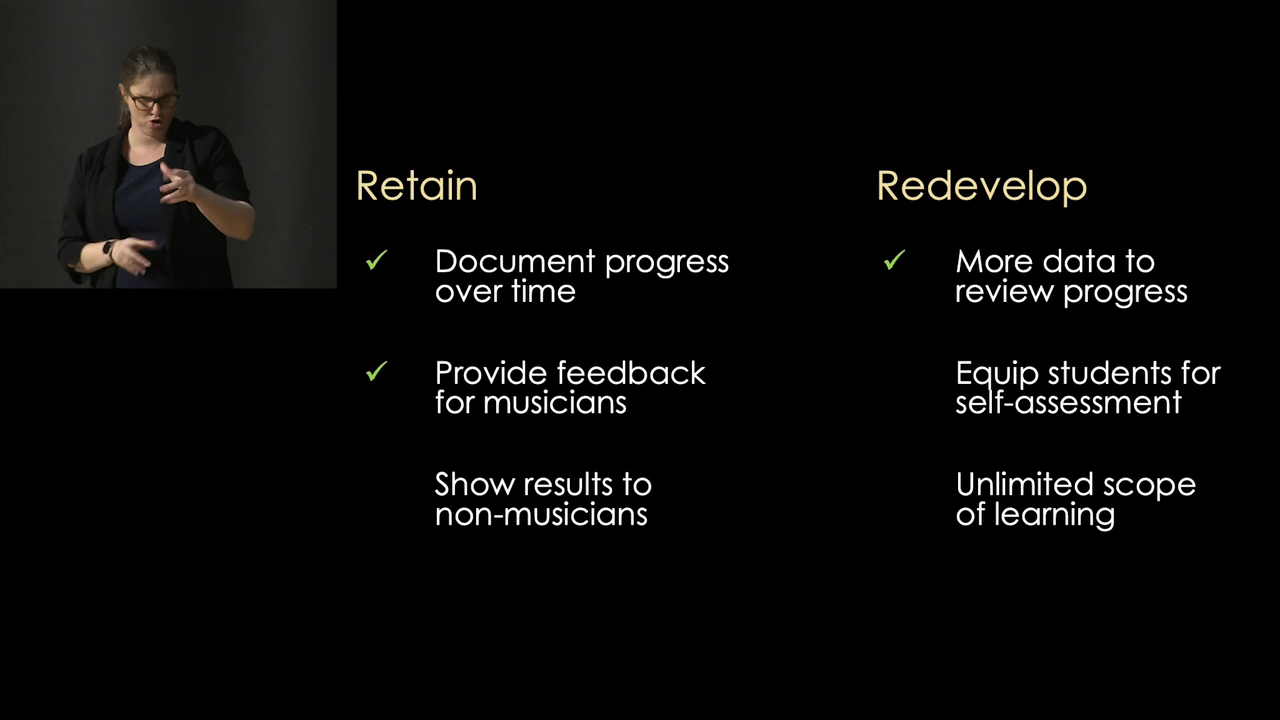 Retain
✓ Document progress
over time
✓ Provide feedback
for musicians
Show results to
non-musicians
Redevelop
✓ More data to
review progress
Equip students for
self-assessment
Unlimited scope
of learning